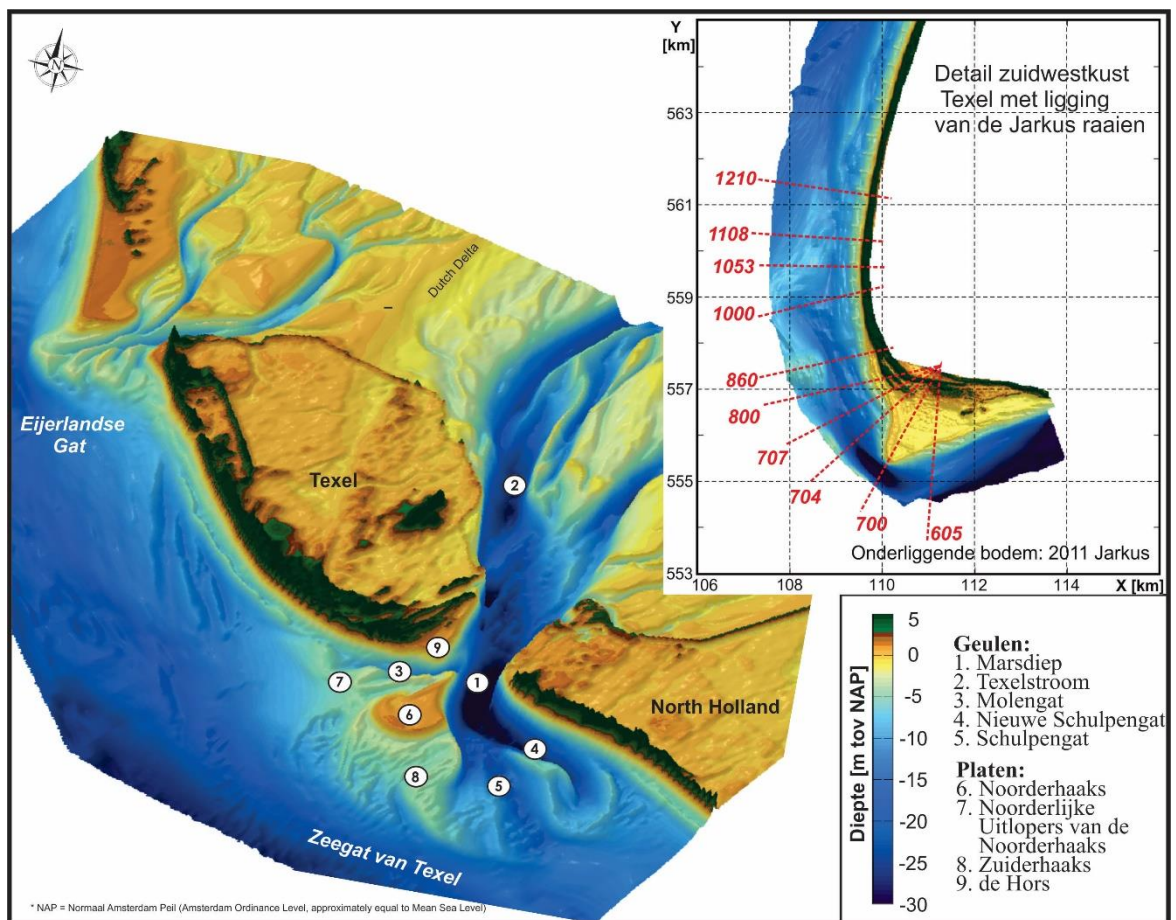 N
Dutch Delta
Eijerlandse
Gat
Texel
2
9
3
7
1
6
North Holland
4
8
5
Zeegat van Texel
* NAP = Normaal Amsterdam Peil (Amsterdam Ordinance Level, approximately equal to Mean Sea Level)
Y
[km]
Detail zuidwestkust
Texel met ligging
van de Jarkus raaien
563
561
559
557
555
553
1210
1108
1053
1000
860
800
707
704
700
605
Onderliggende bodem: 2011 Jarkus
106 108 110 112 114 X [km]
Diepte [m tov NAP]
5
0
-5
-10
-15
-20
-25
-30
Geulen:
1. Marsdiep
2. Texelstroom
3. Molengat
4. Nieuwe Schulpengat
5. Schulpengat
Platen:
6. Noorderhaaks
7. Noorderlijke
Uitlopers van de
Noorderhaaks
8. Zuiderhaaks
9. de Hors